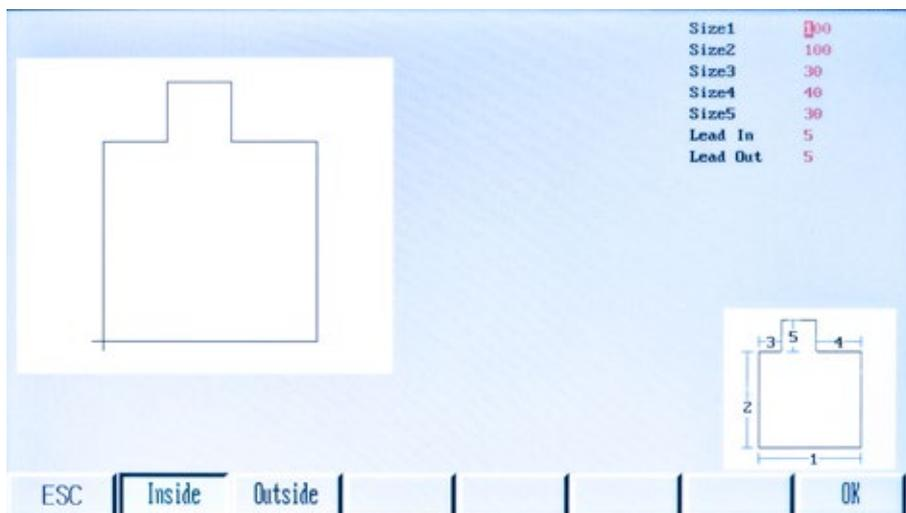 Size1 100
Size2 100
Size3 30
Size4 40
Size5 30
Lead In 5
Lead Out 5
3 5 4
2
1
ESC Inside Outside OK